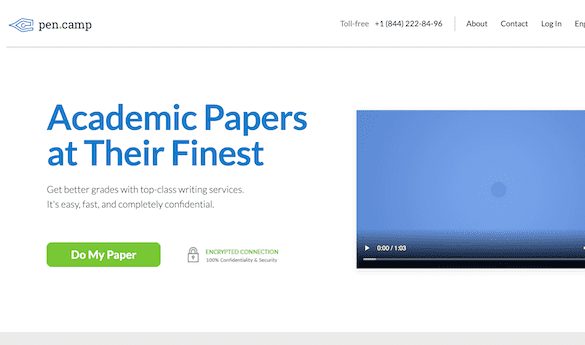 pen.camp
Toll-free +1 (844) 222-84-96 About Contact Log In
Academic Papers
at Their Finest
Get better grades with top-class writing services.
It's easy, fast, and completely confidential.
Do My Paper
ENCRYPTED CONNECTION
100% Confidentiality & Security
0:00 / 1:03